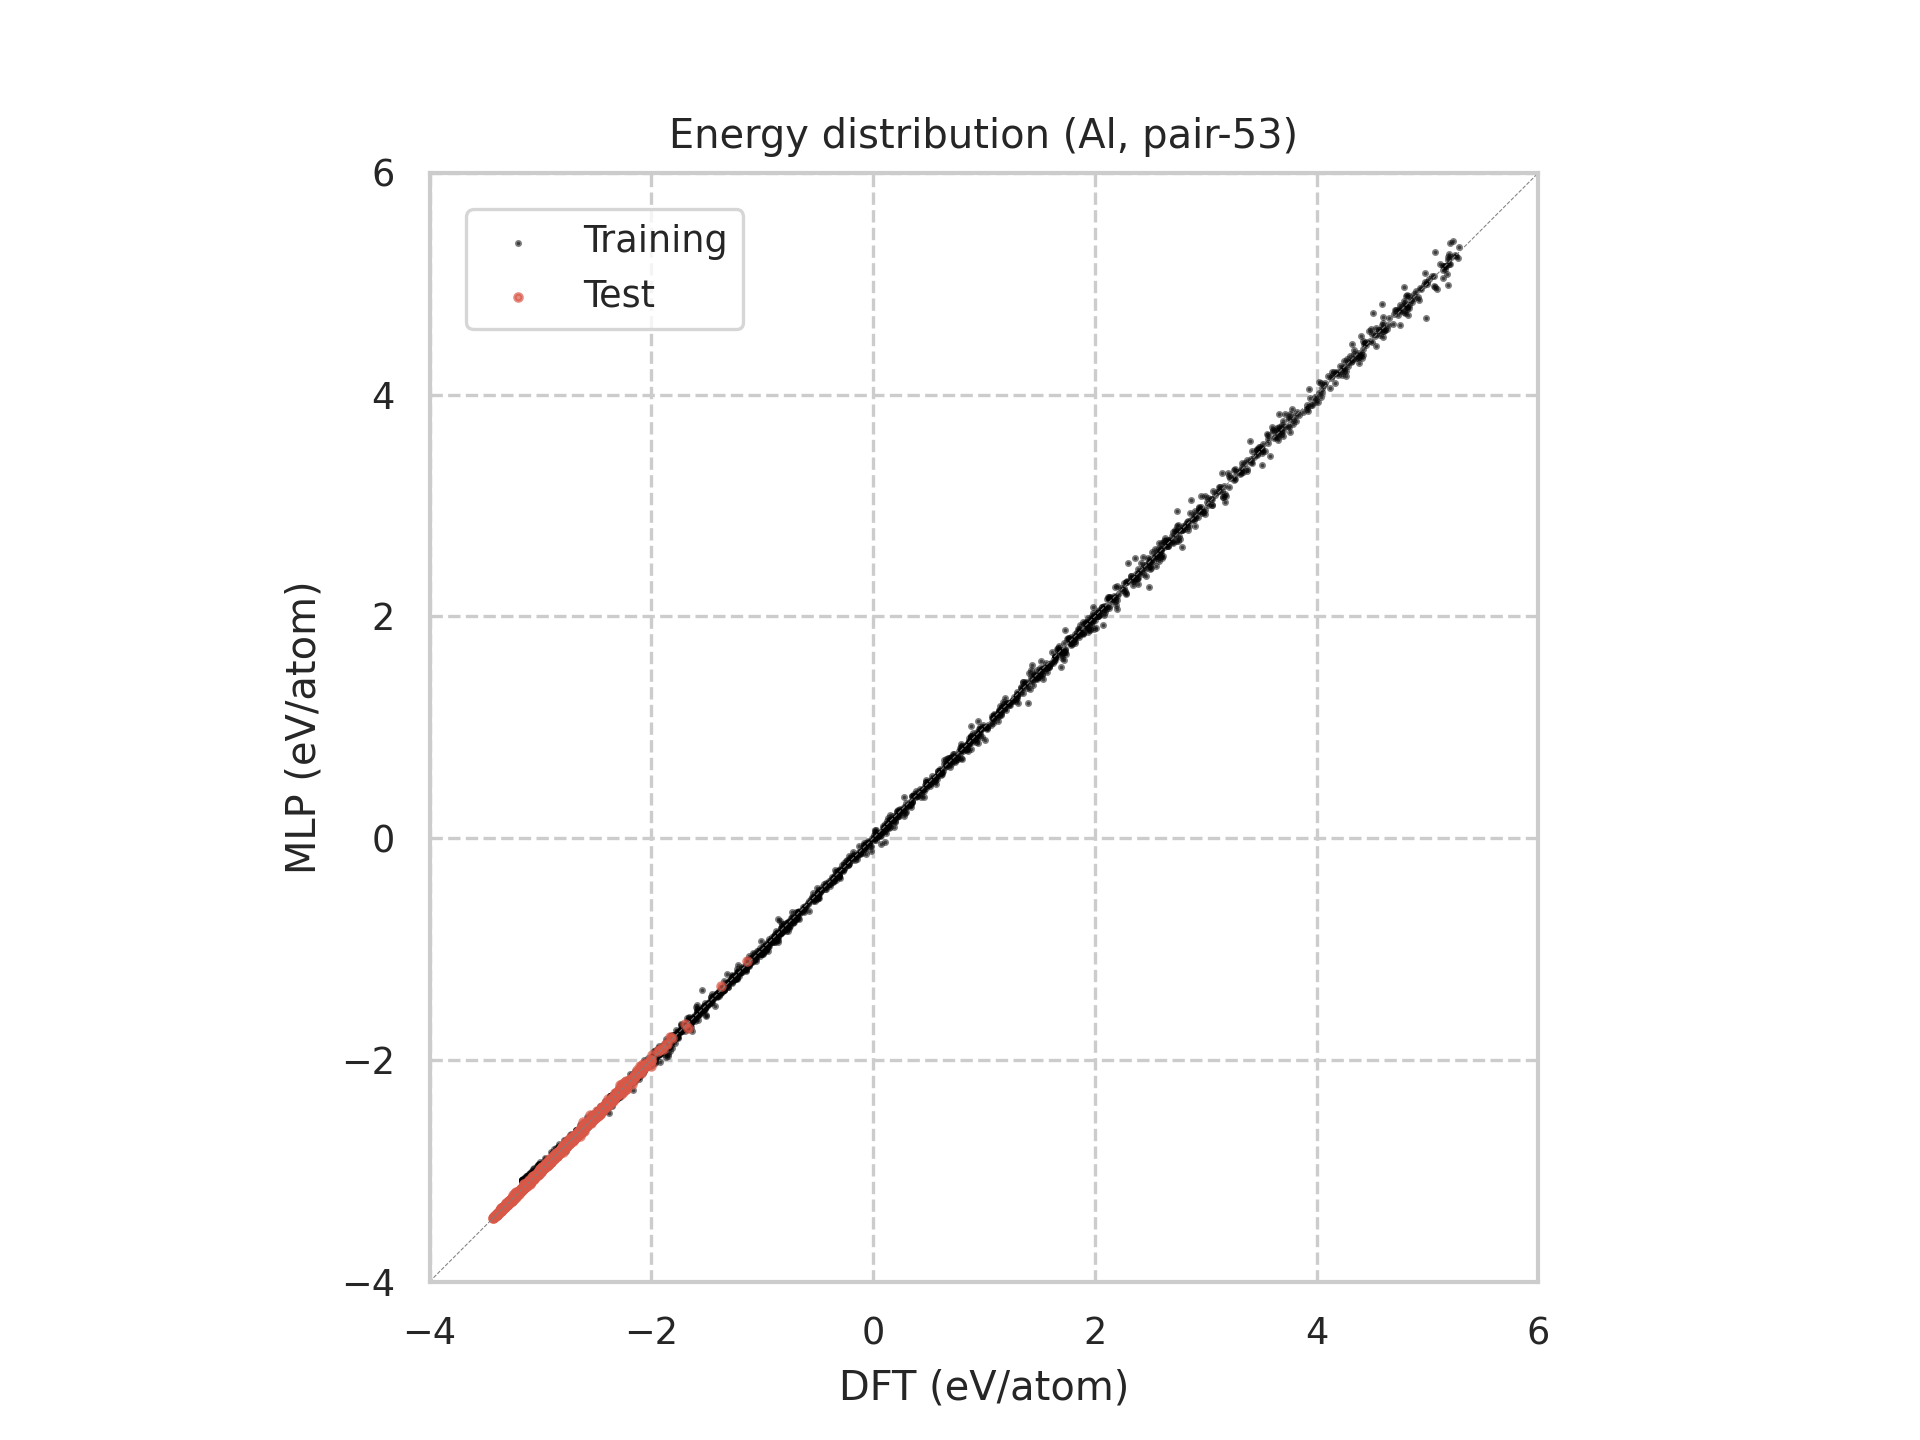 Energy distribution (Al, pair-53)
6
4
2
0
−2
−4
MLP (eV/atom)
Training
Test
−4
−2
0
2
4
6
DFT (eV/atom)